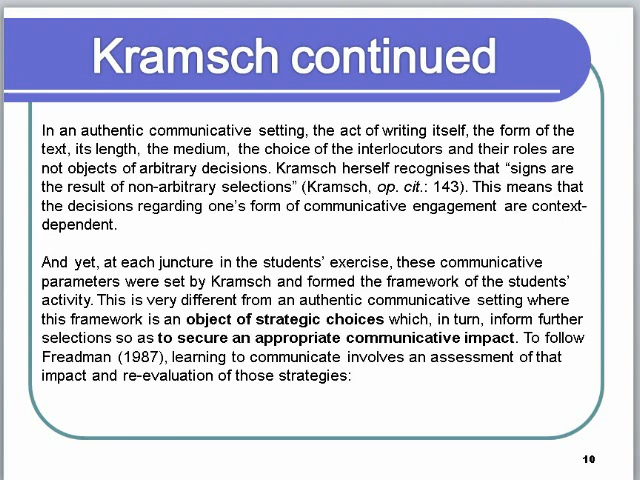 Kramsch continued
In an authentic communicative setting, the act of writing itself, the form of the
text, its length, the medium, the choice of the interlocutors and their roles are
not objects of arbitrary decisions. Kramsch herself recognises that “signs are
the result of non-arbitrary selections” (Kramsch, op. cit.: 143). This means that
the decisions regarding one’s form of communicative engagement are context-
dependent.
And yet, at each juncture in the students’ exercise, these communicative
parameters were set by Kramsch and formed the framework of the students’
activity. This is very different from an authentic communicative setting where
this framework is an object of strategic choices which, in turn, inform further
selections so as to secure an appropriate communicative impact. To follow
Freadman (1987), learning to communicate involves an assessment of that
impact and re-evaluation of those strategies:
10